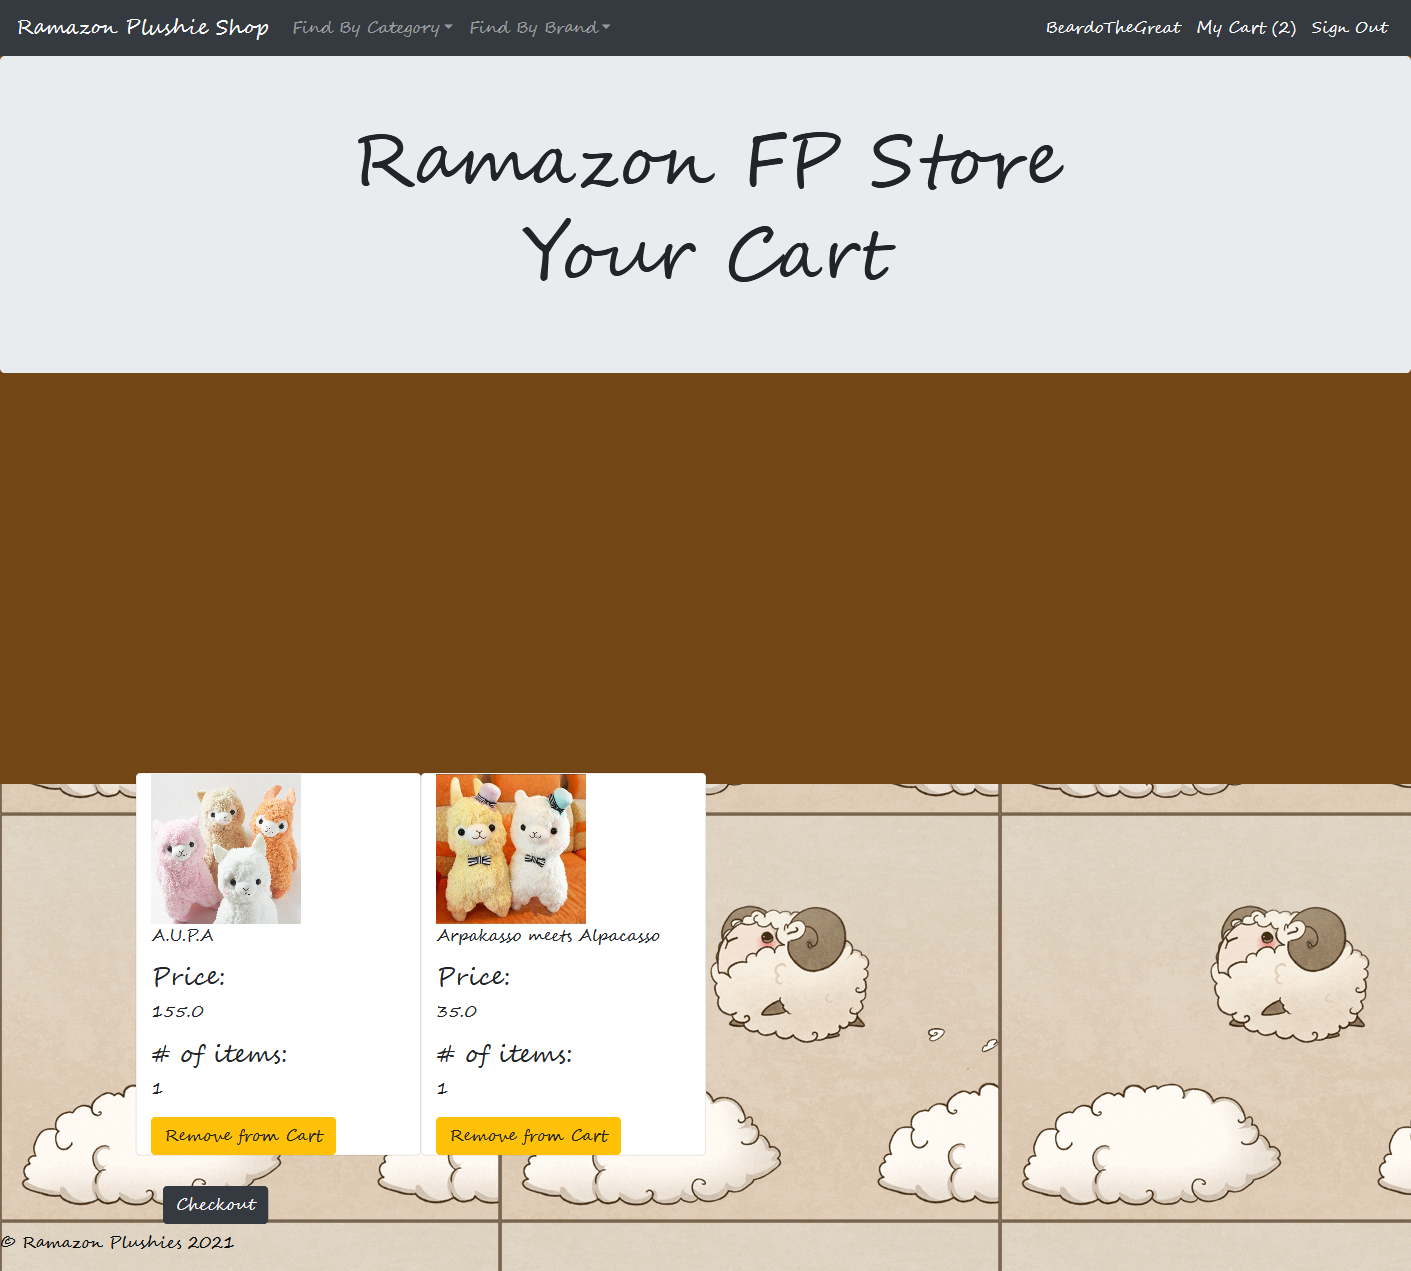 Ramazon Plushie Shop Find By Category Find By Brand BeardoTheGreat My Cart (2) Sign Out
Ramazon FP Store
Your Cart
A.U.P.A
Price:
155.0
# of items:
1
Remove from Cart
Arpakasso meets Alpacasso
Price:
35.0
# of items:
1
Remove from Cart
Checkout
© Ramazon Plushies 2021